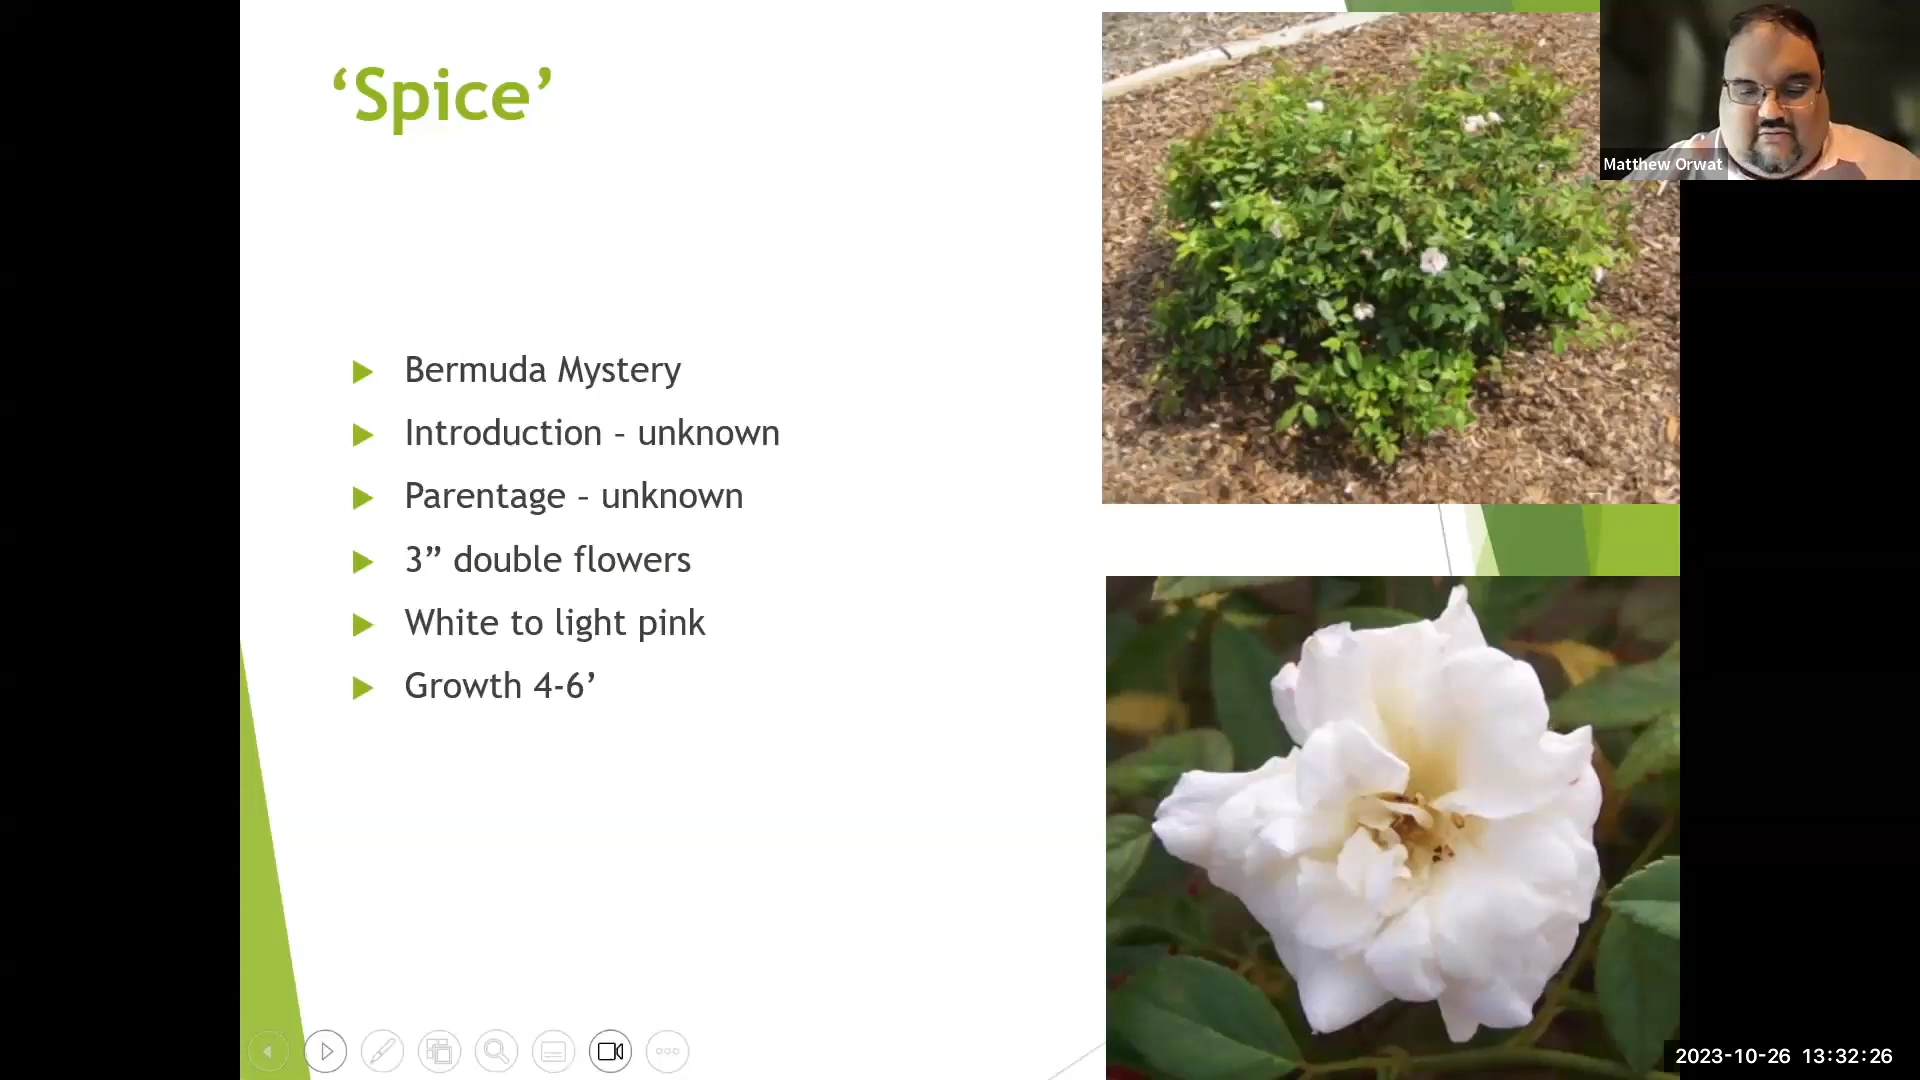 ‘Spice’
Bermuda Mystery
Introduction – unknown
Parentage – unknown
3” double flowers
White to light pink
Growth 4-6’
Matthew Orwat
2023-10-26 13:32:26